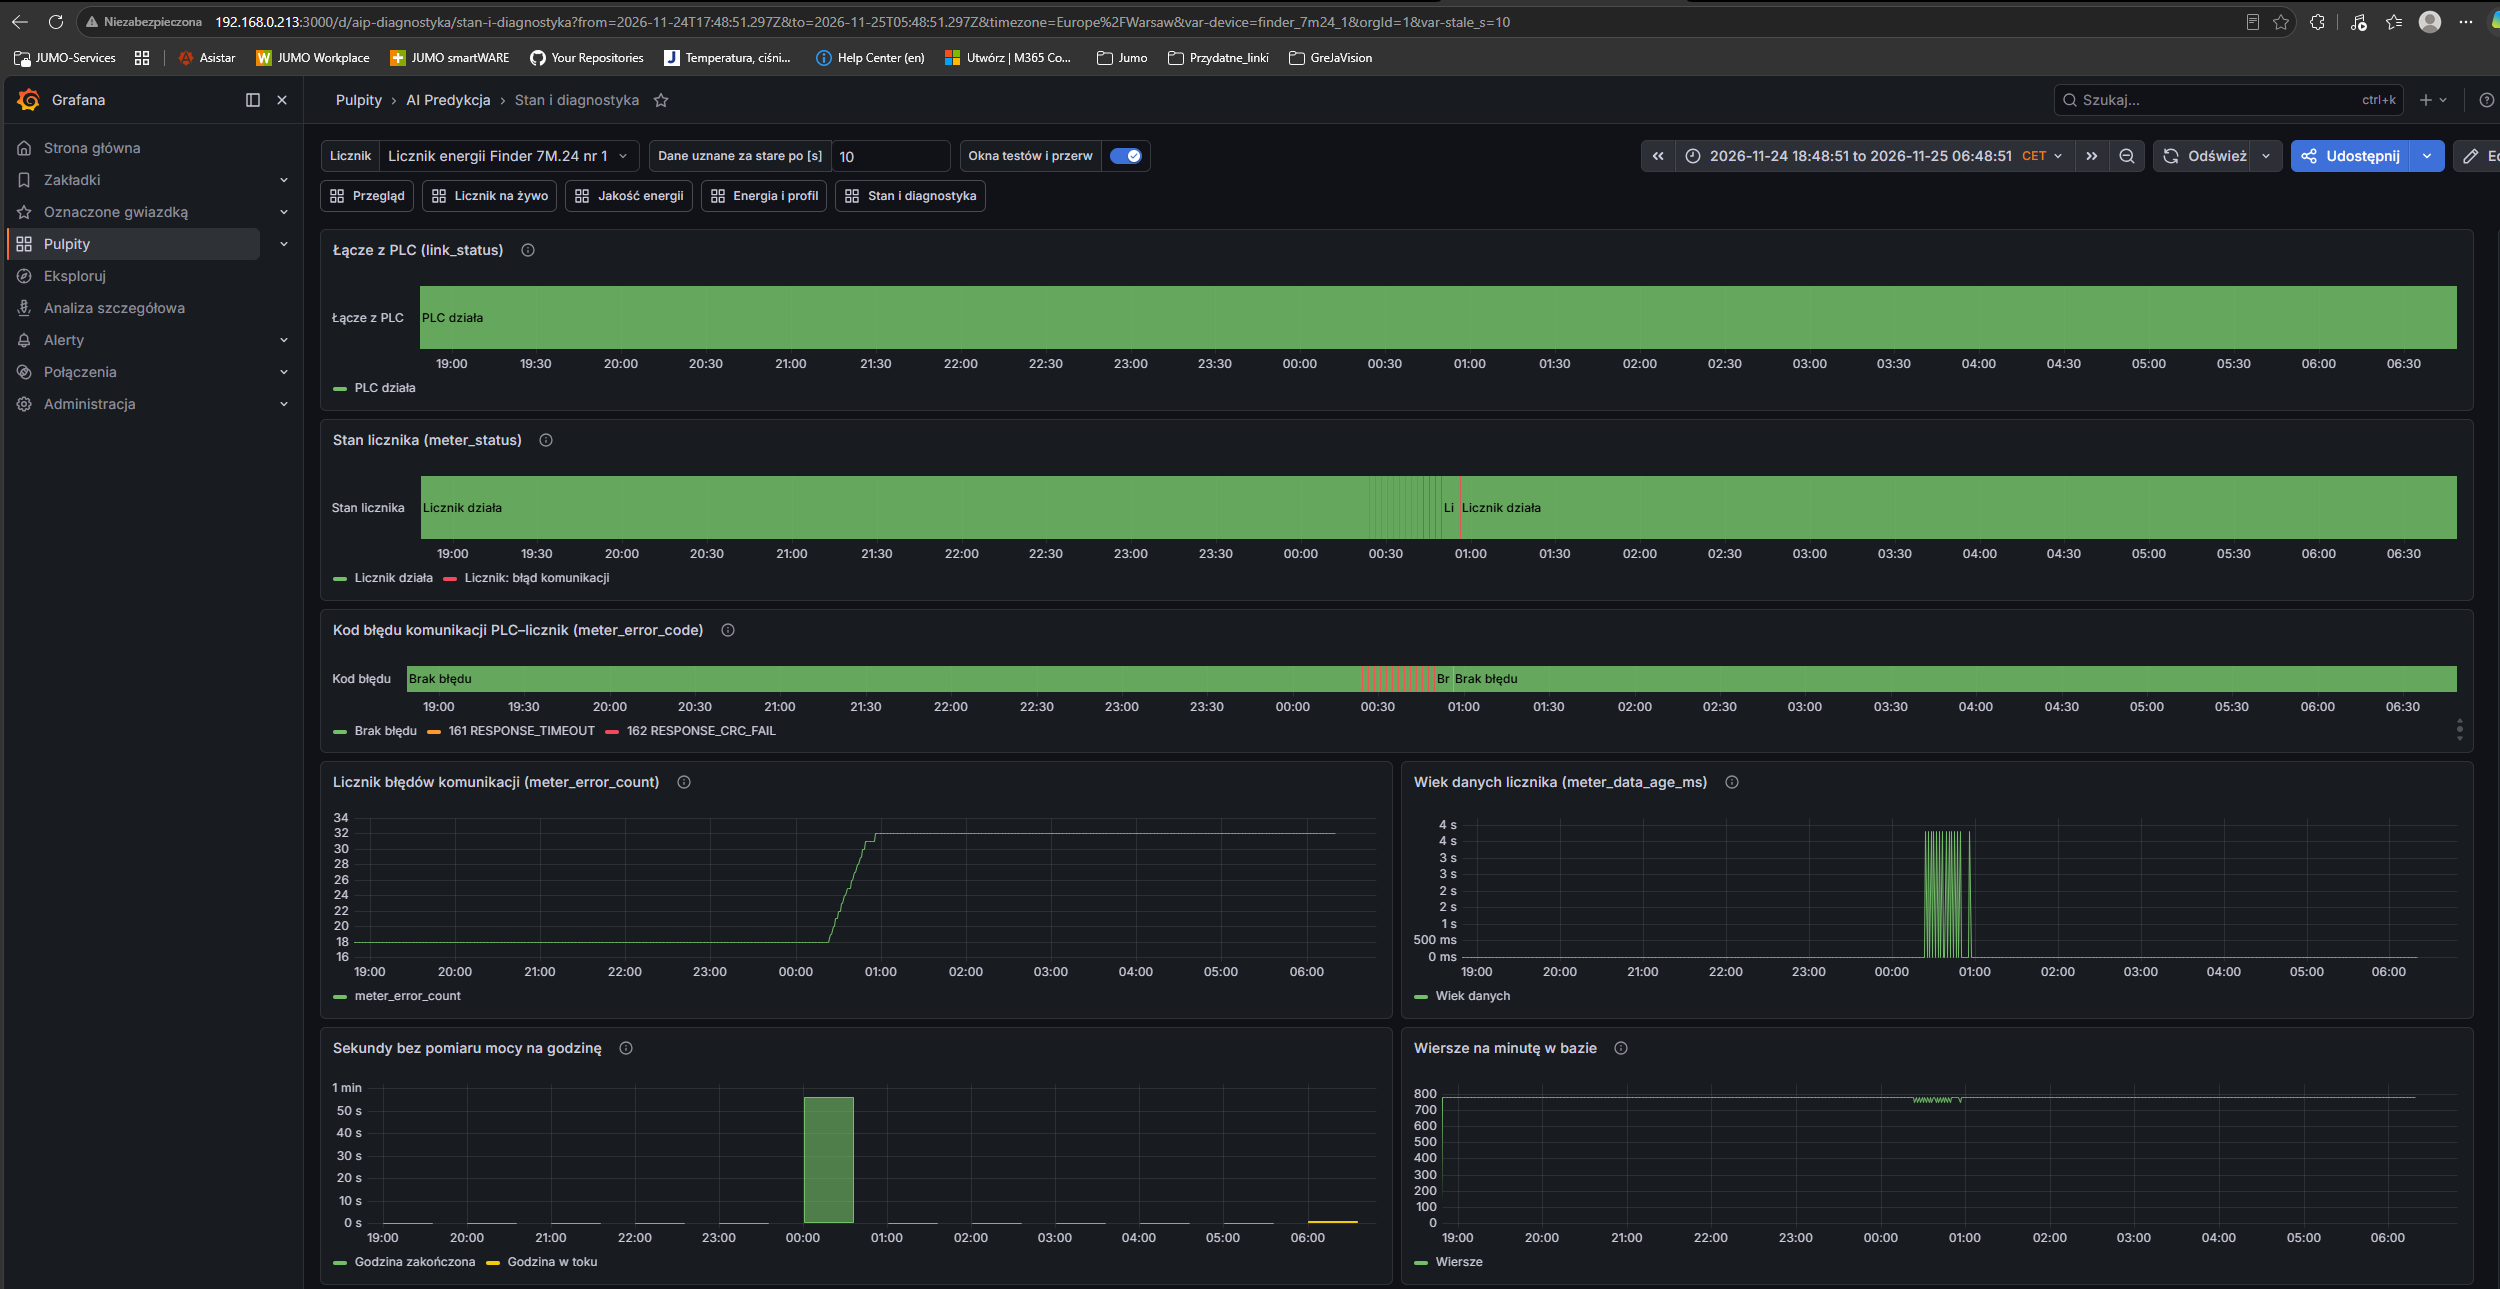 Niezabezpieczona 192.168.0.213:3000/d/aip-diagnostyka/stan-i-diagnostyka?from=2026-11-24T17:48:51.297Z&to=2026-11-25T05:48:51.297Z&timezone=Europe%2FWarsaw&var-device=finder_7m24_1&orgId=1&var-stale_s=10
JUMO-Services Asistar JUMO Workplace JUMO smartWARE Your Repositories Temperatura, ciśni... Help Center (en) Utwórz | M365 Co... Jumo Przydatne_linki GreJaVision
Grafana
Pulpity › AI Predykcja › Stan i diagnostyka
Szukaj... ctrl+k
Strona główna
Zakładki
Oznaczone gwiazdką
Pulpity
Eksploruj
Analiza szczegółowa
Alerty
Połączenia
Administracja
Licznik Licznik energii Finder 7M.24 nr 1 Dane uznane za stare po [s] 10 Okna testów i przerw
2026-11-24 18:48:51 to 2026-11-25 06:48:51 CET Odśwież Udostępnij
Przegląd Licznik na żywo Jakość energii Energia i profil Stan i diagnostyka
Łącze z PLC (link_status)
Łącze z PLC PLC działa
19:00 19:30 20:00 20:30 21:00 21:30 22:00 22:30 23:00 23:30 00:00 00:30 01:00 01:30 02:00 02:30 03:00 03:30 04:00 04:30 05:00 05:30 06:00 06:30
PLC działa
Stan licznika (meter_status)
Stan licznika Licznik działa Li Licznik działa
19:00 19:30 20:00 20:30 21:00 21:30 22:00 22:30 23:00 23:30 00:00 00:30 01:00 01:30 02:00 02:30 03:00 03:30 04:00 04:30 05:00 05:30 06:00 06:30
Licznik działa Licznik: błąd komunikacji
Kod błędu komunikacji PLC–licznik (meter_error_code)
Kod błędu Brak błędu Br Brak błędu
19:00 19:30 20:00 20:30 21:00 21:30 22:00 22:30 23:00 23:30 00:00 00:30 01:00 01:30 02:00 02:30 03:00 03:30 04:00 04:30 05:00 05:30 06:00 06:30
Brak błędu 161 RESPONSE_TIMEOUT 162 RESPONSE_CRC_FAIL
Licznik błędów komunikacji (meter_error_count)
34
32
30
28
26
24
22
20
18
16
19:00 20:00 21:00 22:00 23:00 00:00 01:00 02:00 03:00 04:00 05:00 06:00
meter_error_count
Wiek danych licznika (meter_data_age_ms)
4 s
4 s
3 s
3 s
2 s
2 s
1 s
500 ms
0 ms
19:00 20:00 21:00 22:00 23:00 00:00 01:00 02:00 03:00 04:00 05:00 06:00
Wiek danych
Sekundy bez pomiaru mocy na godzinę
1 min
50 s
40 s
30 s
20 s
10 s
0 s
19:00 20:00 21:00 22:00 23:00 00:00 01:00 02:00 03:00 04:00 05:00 06:00
Godzina zakończona Godzina w toku
Wiersze na minutę w bazie
800
700
600
500
400
300
200
100
0
19:00 20:00 21:00 22:00 23:00 00:00 01:00 02:00 03:00 04:00 05:00 06:00
Wiersze